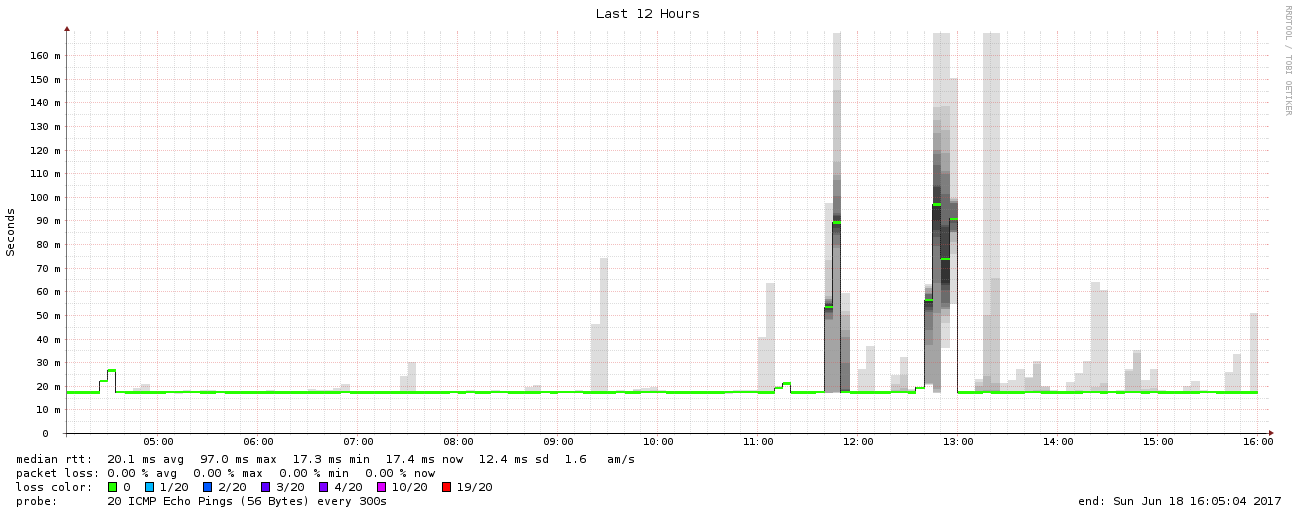 Last 12 Hours
RRDTOOL / TOBI OETIKER
Seconds
160 m
150 m
140 m
130 m
120 m
110 m
100 m
90 m
80 m
70 m
60 m
50 m
40 m
30 m
20 m
10 m
0
05:00 06:00 07:00 08:00 09:00 10:00 11:00 12:00 13:00 14:00 15:00 16:00
median rtt: 20.1 ms avg 97.0 ms max 17.3 ms min 17.4 ms now 12.4 ms sd 1.6 am/s
packet loss: 0.00 % avg 0.00 % max 0.00 % min 0.00 % now
loss color: 0 1/20 2/20 3/20 4/20 10/20 19/20
probe: 20 ICMP Echo Pings (56 Bytes) every 300s end: Sun Jun 18 16:05:04 2017